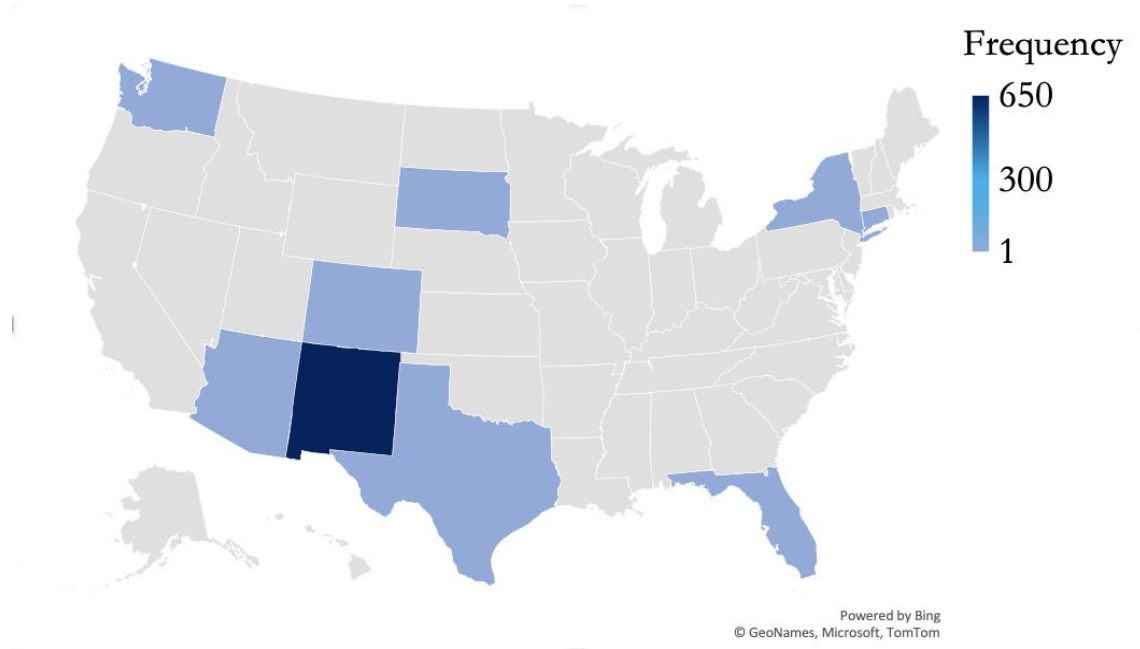 Frequency
650
300
1
Powered by Bing
© GeoNames, Microsoft, TomTom